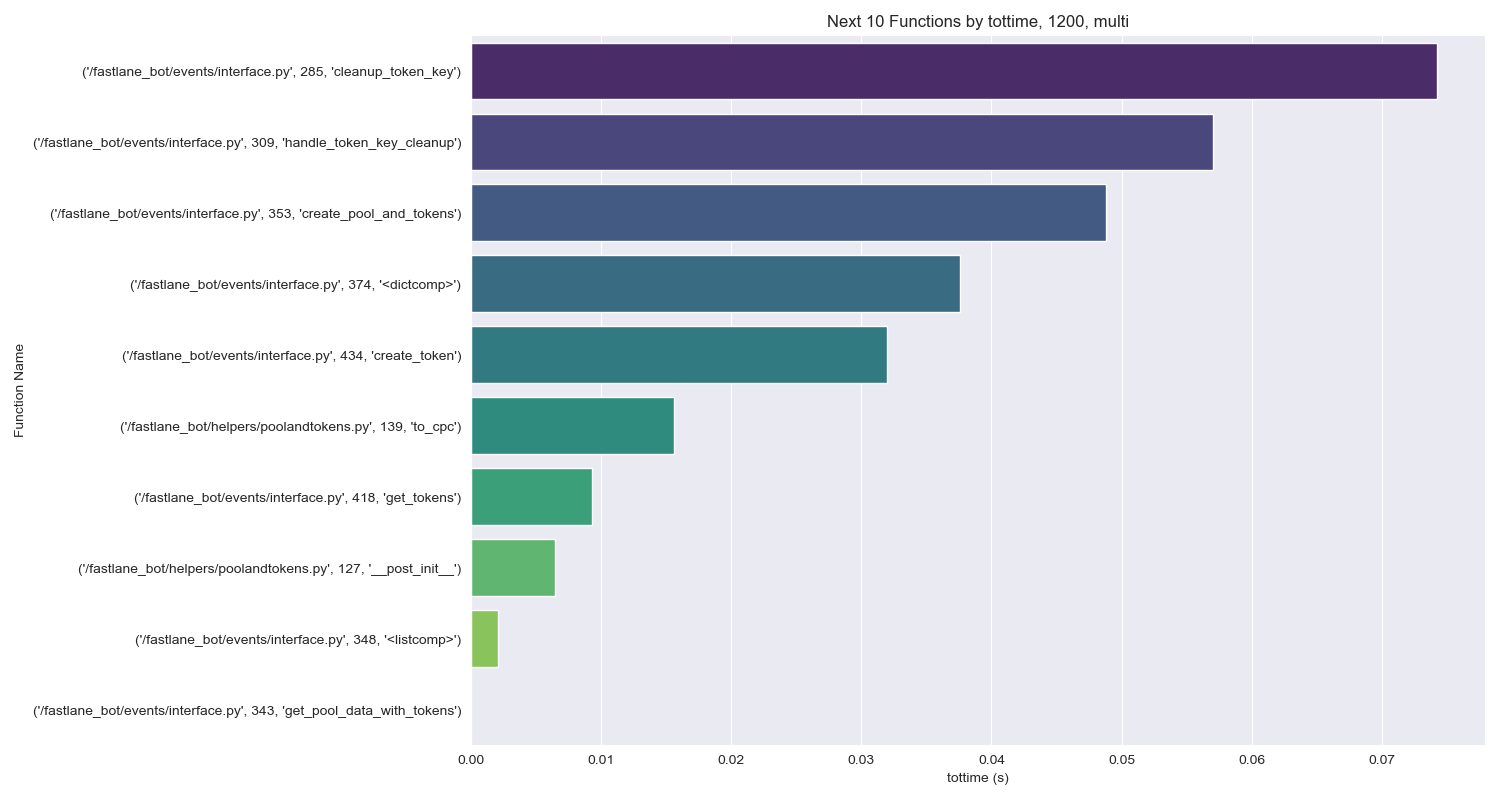 Next 10 Functions by tottime, 1200, multi
('/fastlane_bot/events/interface.py', 285, 'cleanup_token_key')
('/fastlane_bot/events/interface.py', 309, 'handle_token_key_cleanup')
('/fastlane_bot/events/interface.py', 353, 'create_pool_and_tokens')
('/fastlane_bot/events/interface.py', 374, '<dictcomp>')
('/fastlane_bot/events/interface.py', 434, 'create_token')
('/fastlane_bot/helpers/poolandtokens.py', 139, 'to_cpc')
('/fastlane_bot/events/interface.py', 418, 'get_tokens')
('/fastlane_bot/helpers/poolandtokens.py', 127, '__post_init__')
('/fastlane_bot/events/interface.py', 348, '<listcomp>')
('/fastlane_bot/events/interface.py', 343, 'get_pool_data_with_tokens')
Function Name
0.00 0.01 0.02 0.03 0.04 0.05 0.06 0.07
tottime (s)